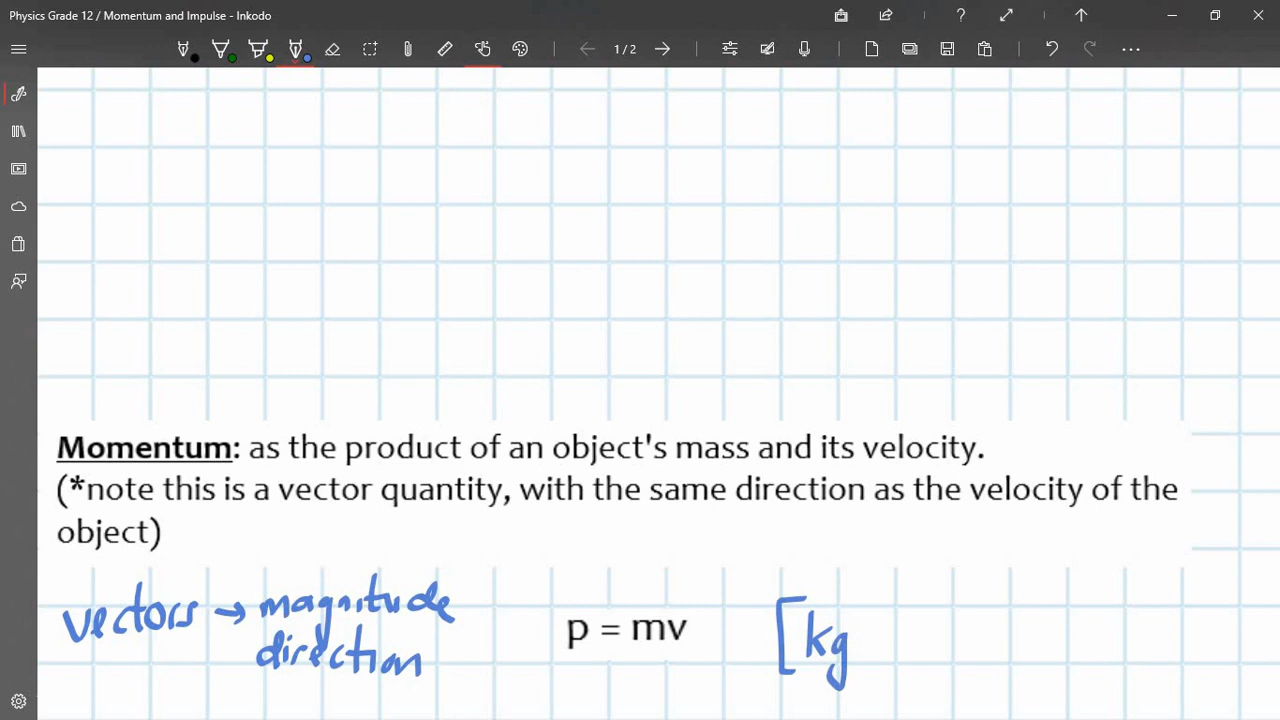 Physics Grade 12 / Momentum and Impulse - Inkodo
1 / 2
Momentum: as the product of an object's mass and its velocity.
(*note this is a vector quantity, with the same direction as the velocity of the
object)
vectors → magnitude
direction
p = mv
[kg